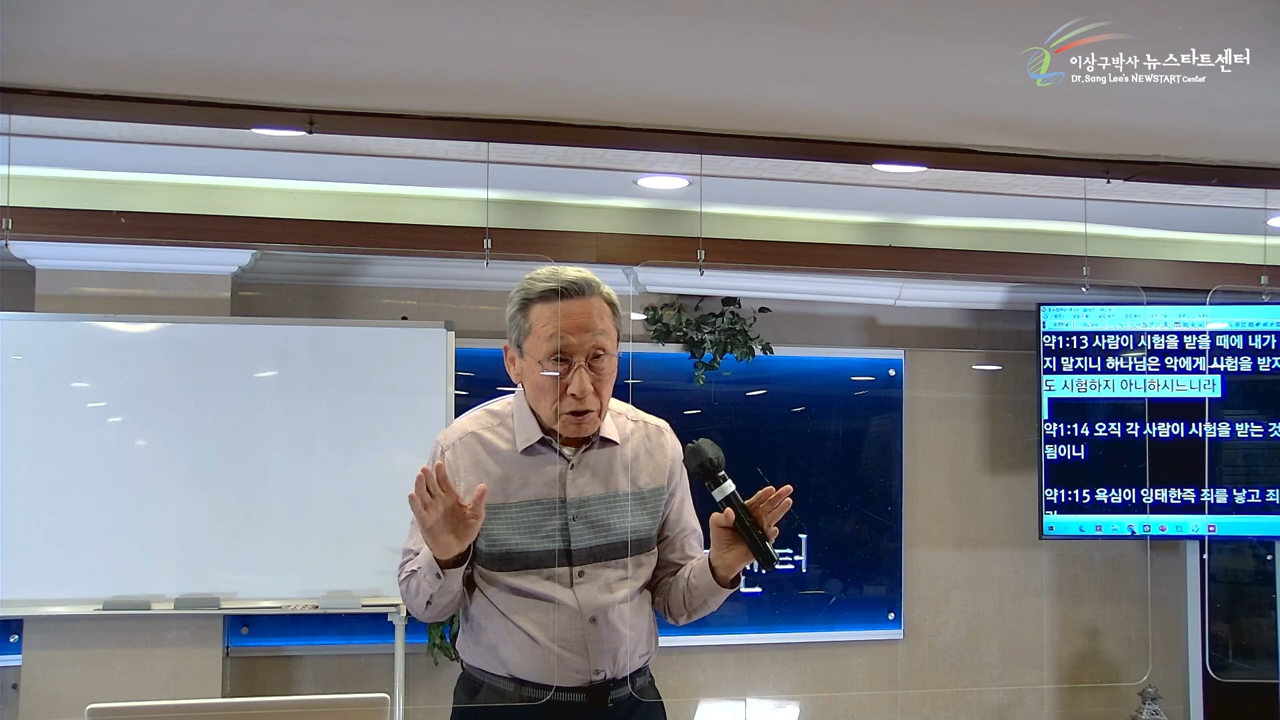 이상구박사 뉴스타트센터
Dr. Sang Lee's NEWSTART Center
약1:13 사람이 시험을 받을 때에 내가
지 말지니 하나님은 악에게 시험을 받지
도 시험하지 아니하시느니라
약1:14 오직 각 사람이 시험을 받는 것
됨이니
약1:15 욕심이 잉태한즉 죄를 낳고 죄
터